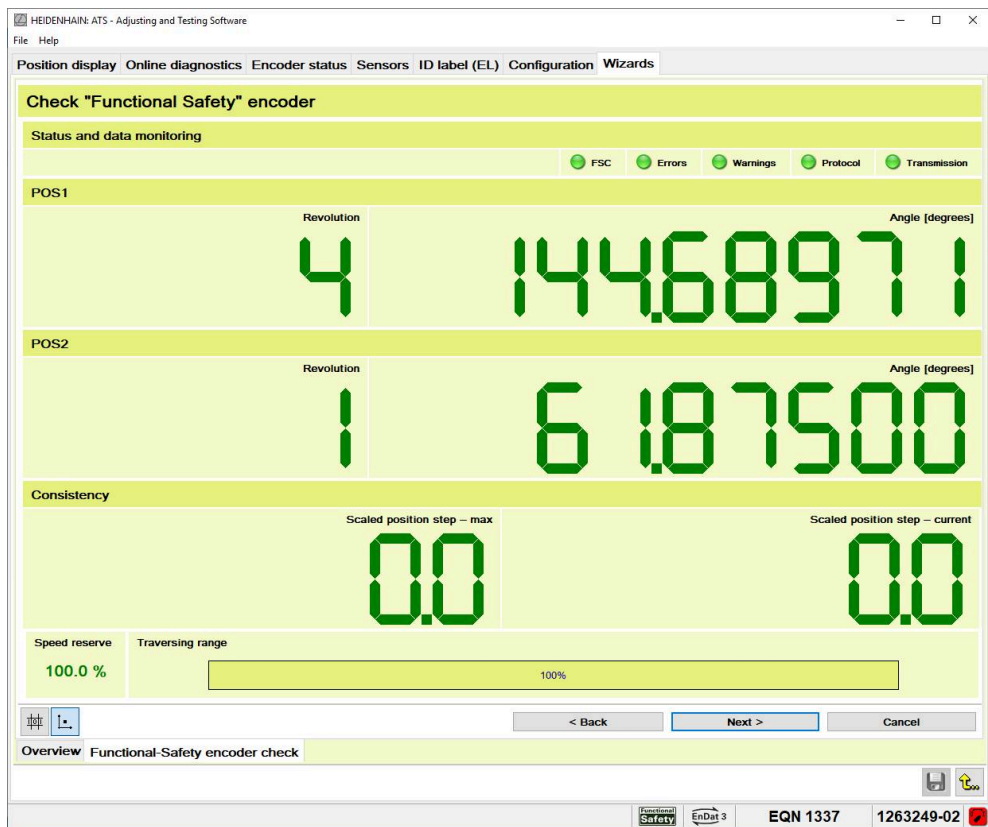 HEIDENHAIN: ATS - Adjusting and Testing Software
File Help
Position display Online diagnostics Encoder status Sensors ID label (EL) Configuration Wizards
Check "Functional Safety" encoder
Status and data monitoring
FSC Errors Warnings Protocol Transmission
POS1
Revolution Angle [degrees]
4 144.68971
POS2
Revolution Angle [degrees]
1 61.87500
Consistency
Scaled position step – max Scaled position step – current
0.0 0.0
Speed reserve Traversing range
100.0 % 100%
< Back Next > Cancel
Overview Functional-Safety encoder check
Functional Safety EnDat 3 EQN 1337 1263249-02